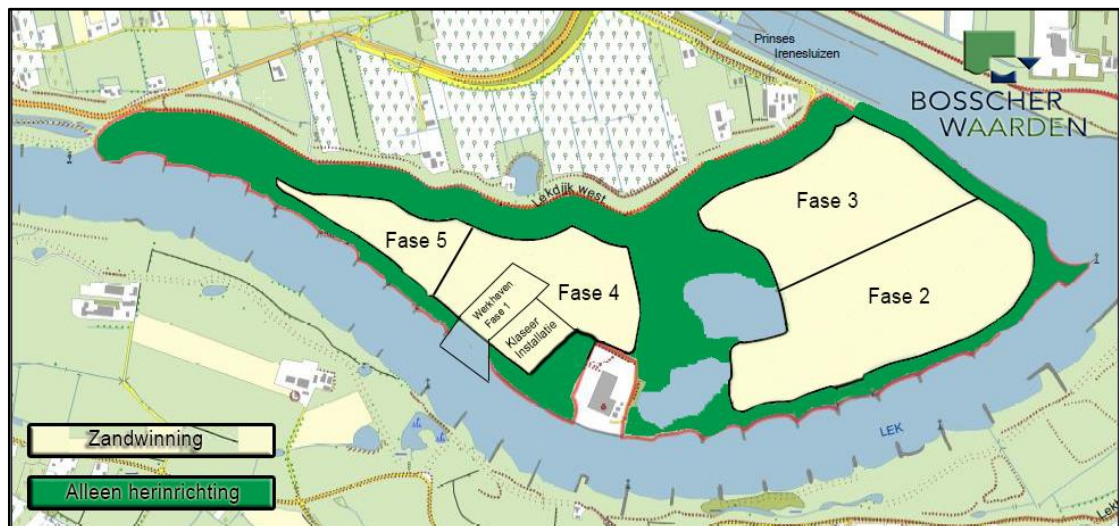 Prinses
Irenesluizen
BOSSCHER
WAARDEN
Lekdijk west
Fase 3
Fase 5
Fase 4
Fase 2
Werkhaven
Fase 1
Klaseer
Installatie
LEK
Zandwinning
Alleen herinrichting